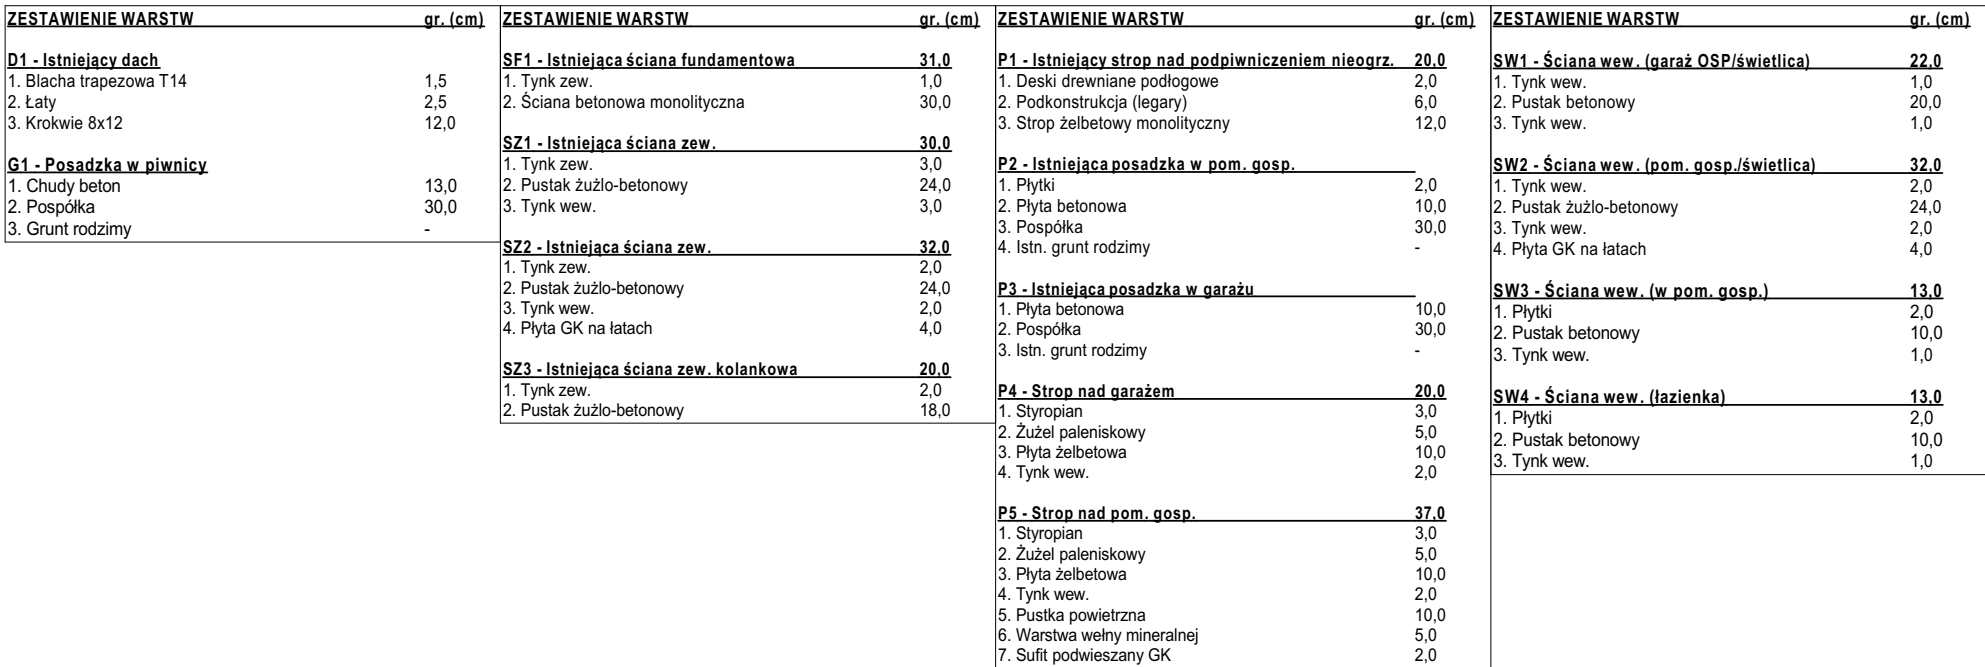 ZESTAWIENIE WARSTW gr. (cm)
D1 - Istniejący dach
1. Blacha trapezowa T14 1,5
2. Łaty 2,5
3. Krokwie 8x12 12,0
G1 - Posadzka w piwnicy
1. Chudy beton 13,0
2. Pospółka 30,0
3. Grunt rodzimy -
ZESTAWIENIE WARSTW gr. (cm)
SF1 - Istniejąca ściana fundamentowa 31,0
1. Tynk zew. 1,0
2. Ściana betonowa monolityczna 30,0
SZ1 - Istniejąca ściana zew. 30,0
1. Tynk zew. 3,0
2. Pustak żużlo-betonowy 24,0
3. Tynk wew. 3,0
SZ2 - Istniejąca ściana zew. 32,0
1. Tynk zew. 2,0
2. Pustak żużlo-betonowy 24,0
3. Tynk wew. 2,0
4. Płyta GK na łatach 4,0
SZ3 - Istniejąca ściana zew. kolankowa 20,0
1. Tynk zew. 2,0
2. Pustak żużlo-betonowy 18,0
ZESTAWIENIE WARSTW gr. (cm)
P1 - Istniejący strop nad podpiwniczeniem nieogrz. 20,0
1. Deski drewniane podłogowe 2,0
2. Podkonstrukcja (legary) 6,0
3. Strop żelbetowy monolityczny 12,0
P2 - Istniejąca posadzka w pom. gosp.
1. Płytki 2,0
2. Płyta betonowa 10,0
3. Pospółka 30,0
4. Istn. grunt rodzimy -
P3 - Istniejąca posadzka w garażu
1. Płyta betonowa 10,0
2. Pospółka 30,0
3. Istn. grunt rodzimy -
P4 - Strop nad garażem 20,0
1. Styropian 3,0
2. Żużel paleniskowy 5,0
3. Płyta żelbetowa 10,0
4. Tynk wew. 2,0
P5 - Strop nad pom. gosp. 37,0
1. Styropian 3,0
2. Żużel paleniskowy 5,0
3. Płyta żelbetowa 10,0
4. Tynk wew. 2,0
5. Pustka powietrzna 10,0
6. Warstwa wełny mineralnej 5,0
7. Sufit podwieszany GK 2,0
ZESTAWIENIE WARSTW gr. (cm)
SW1 - Ściana wew. (garaż OSP/świetlica) 22,0
1. Tynk wew. 1,0
2. Pustak betonowy 20,0
3. Tynk wew. 1,0
SW2 - Ściana wew. (pom. gosp./świetlica) 32,0
1. Tynk wew. 2,0
2. Pustak żużlo-betonowy 24,0
3. Tynk wew. 2,0
4. Płyta GK na łatach 4,0
SW3 - Ściana wew. (w pom. gosp.) 13,0
1. Płytki 2,0
2. Pustak betonowy 10,0
3. Tynk wew. 1,0
SW4 - Ściana wew. (łazienka) 13,0
1. Płytki 2,0
2. Pustak betonowy 10,0
3. Tynk wew. 1,0